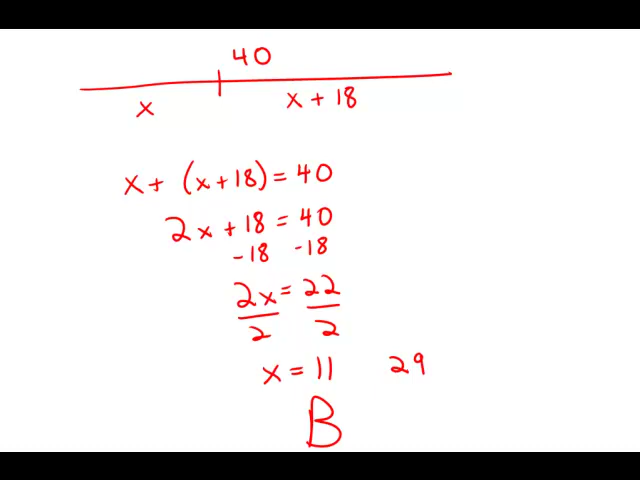 40
x x + 18
x + (x + 18) = 40
2x + 18 = 40
-18 -18
2x = 22
2 2
x = 11 29
B